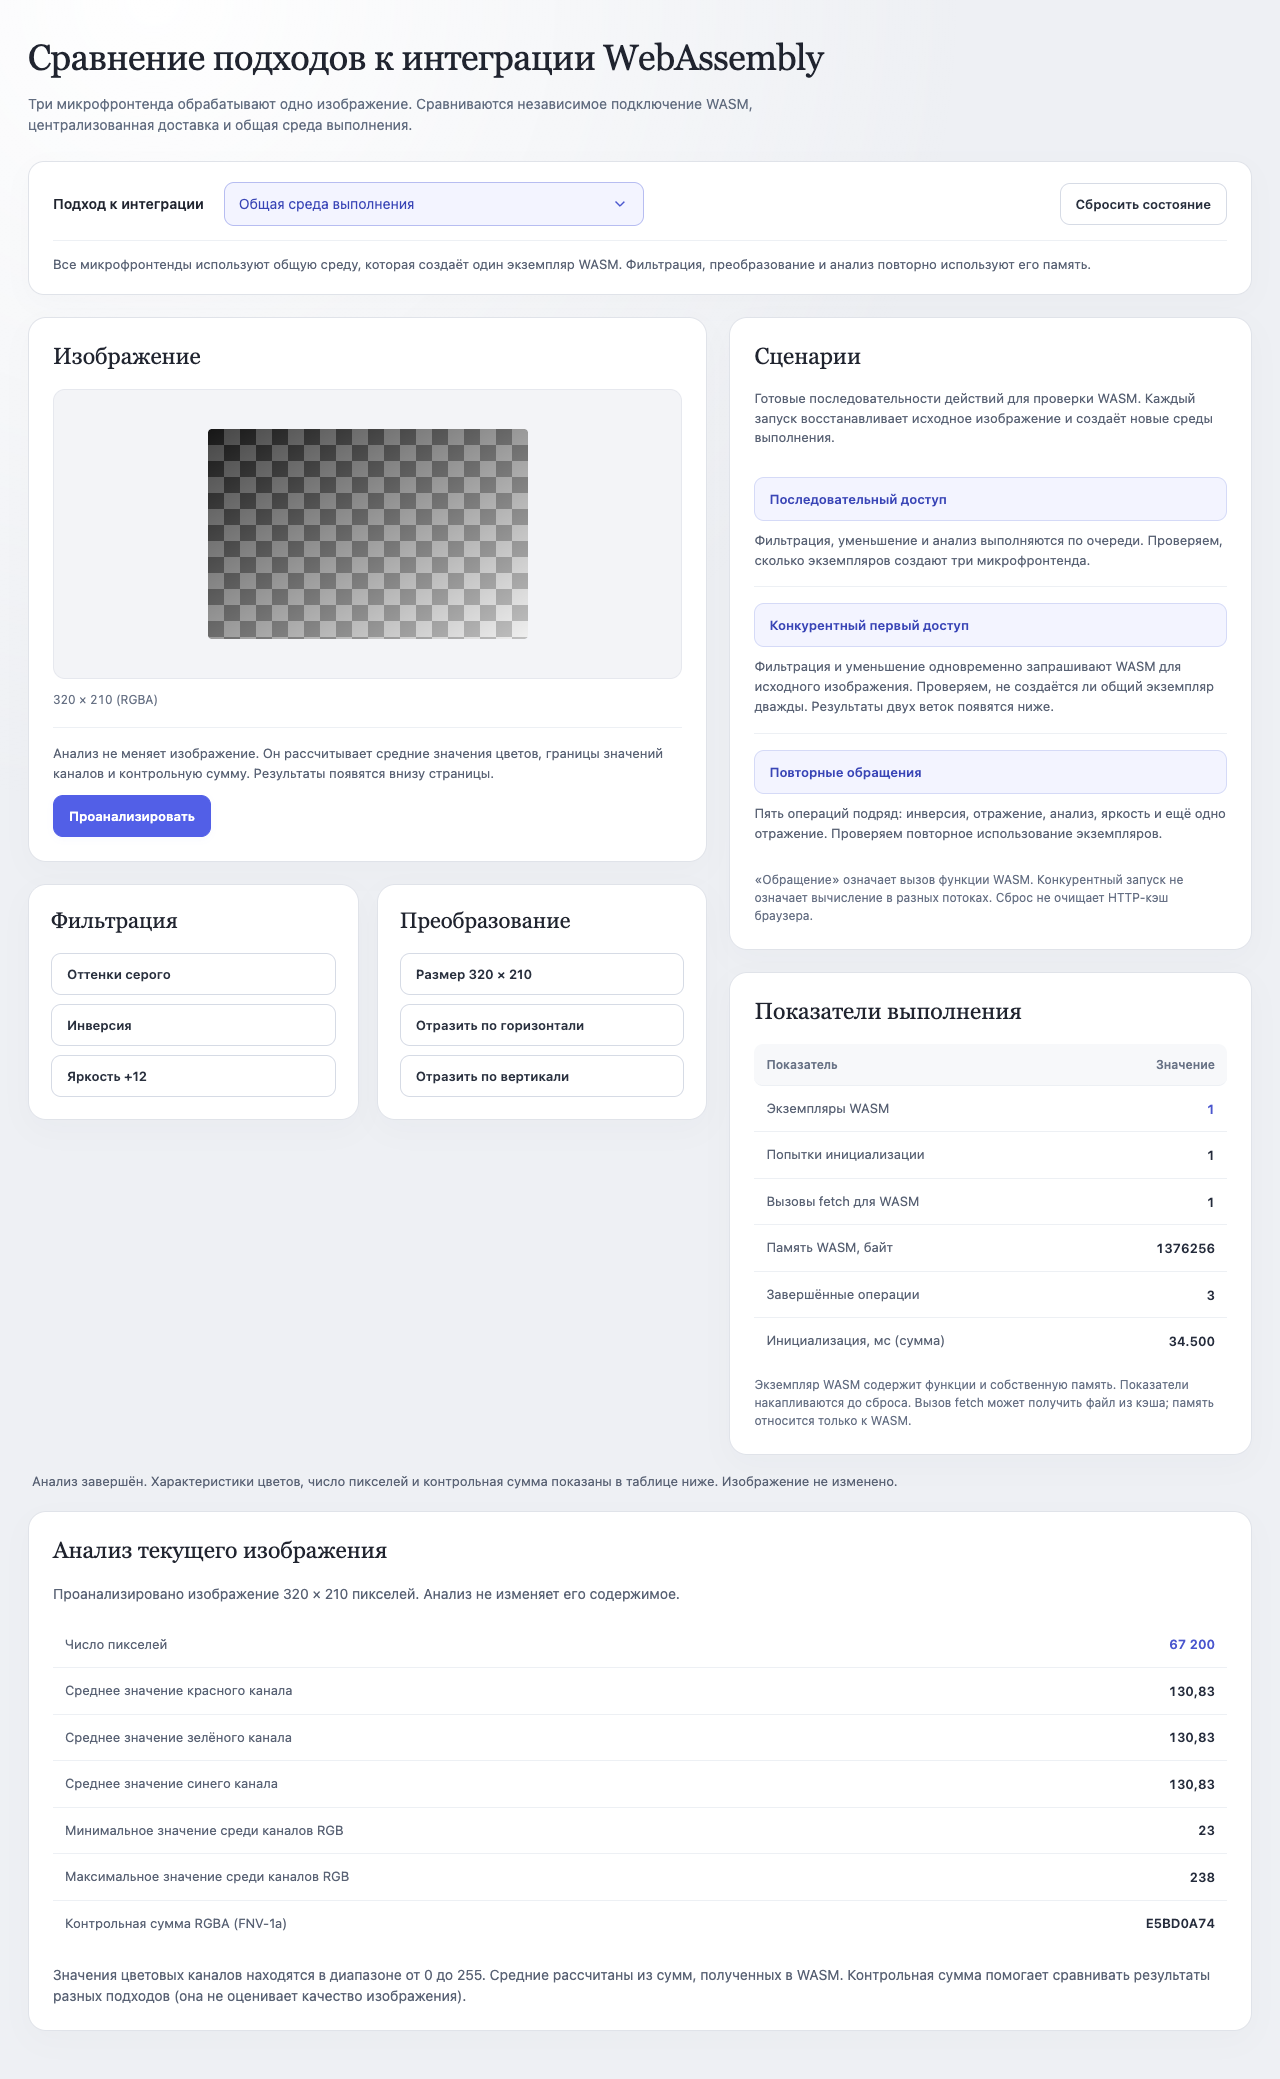 Сравнение подходов к интеграции WebAssembly
Три микрофронтенда обрабатывают одно изображение. Сравниваются независимое подключение WASM,
централизованная доставка и общая среда выполнения.
Подход к интеграции
Общая среда выполнения
Сбросить состояние
Все микрофронтенды используют общую среду, которая создаёт один экземпляр WASM. Фильтрация, преобразование и анализ повторно используют его память.
Изображение
320 × 210 (RGBA)
Анализ не меняет изображение. Он рассчитывает средние значения цветов, границы значений
каналов и контрольную сумму. Результаты появятся внизу страницы.
Проанализировать
Фильтрация
Оттенки серого
Инверсия
Яркость +12
Преобразование
Размер 320 × 210
Отразить по горизонтали
Отразить по вертикали
Сценарии
Готовые последовательности действий для проверки WASM. Каждый
запуск восстанавливает исходное изображение и создаёт новые среды
выполнения.
Последовательный доступ
Фильтрация, уменьшение и анализ выполняются по очереди. Проверяем,
сколько экземпляров создают три микрофронтенда.
Конкурентный первый доступ
Фильтрация и уменьшение одновременно запрашивают WASM для
исходного изображения. Проверяем, не создаётся ли общий экземпляр
дважды. Результаты двух веток появятся ниже.
Повторные обращения
Пять операций подряд: инверсия, отражение, анализ, яркость и ещё одно
отражение. Проверяем повторное использование экземпляров.
«Обращение» означает вызов функции WASM. Конкурентный запуск не
означает вычисление в разных потоках. Сброс не очищает HTTP-кэш
браузера.
Показатели выполнения
Показатель Значение
Экземпляры WASM 1
Попытки инициализации 1
Вызовы fetch для WASM 1
Память WASM, байт 1376256
Завершённые операции 3
Инициализация, мс (сумма) 34.500
Экземпляр WASM содержит функции и собственную память. Показатели
накапливаются до сброса. Вызов fetch может получить файл из кэша; память
относится только к WASM.
Анализ завершён. Характеристики цветов, число пикселей и контрольная сумма показаны в таблице ниже. Изображение не изменено.
Анализ текущего изображения
Проанализировано изображение 320 × 210 пикселей. Анализ не изменяет его содержимое.
Число пикселей 67 200
Среднее значение красного канала 130,83
Среднее значение зелёного канала 130,83
Среднее значение синего канала 130,83
Минимальное значение среди каналов RGB 23
Максимальное значение среди каналов RGB 238
Контрольная сумма RGBA (FNV-1a) E5BD0A74
Значения цветовых каналов находятся в диапазоне от 0 до 255. Средние рассчитаны из сумм, полученных в WASM. Контрольная сумма помогает сравнивать результаты
разных подходов (она не оценивает качество изображения).